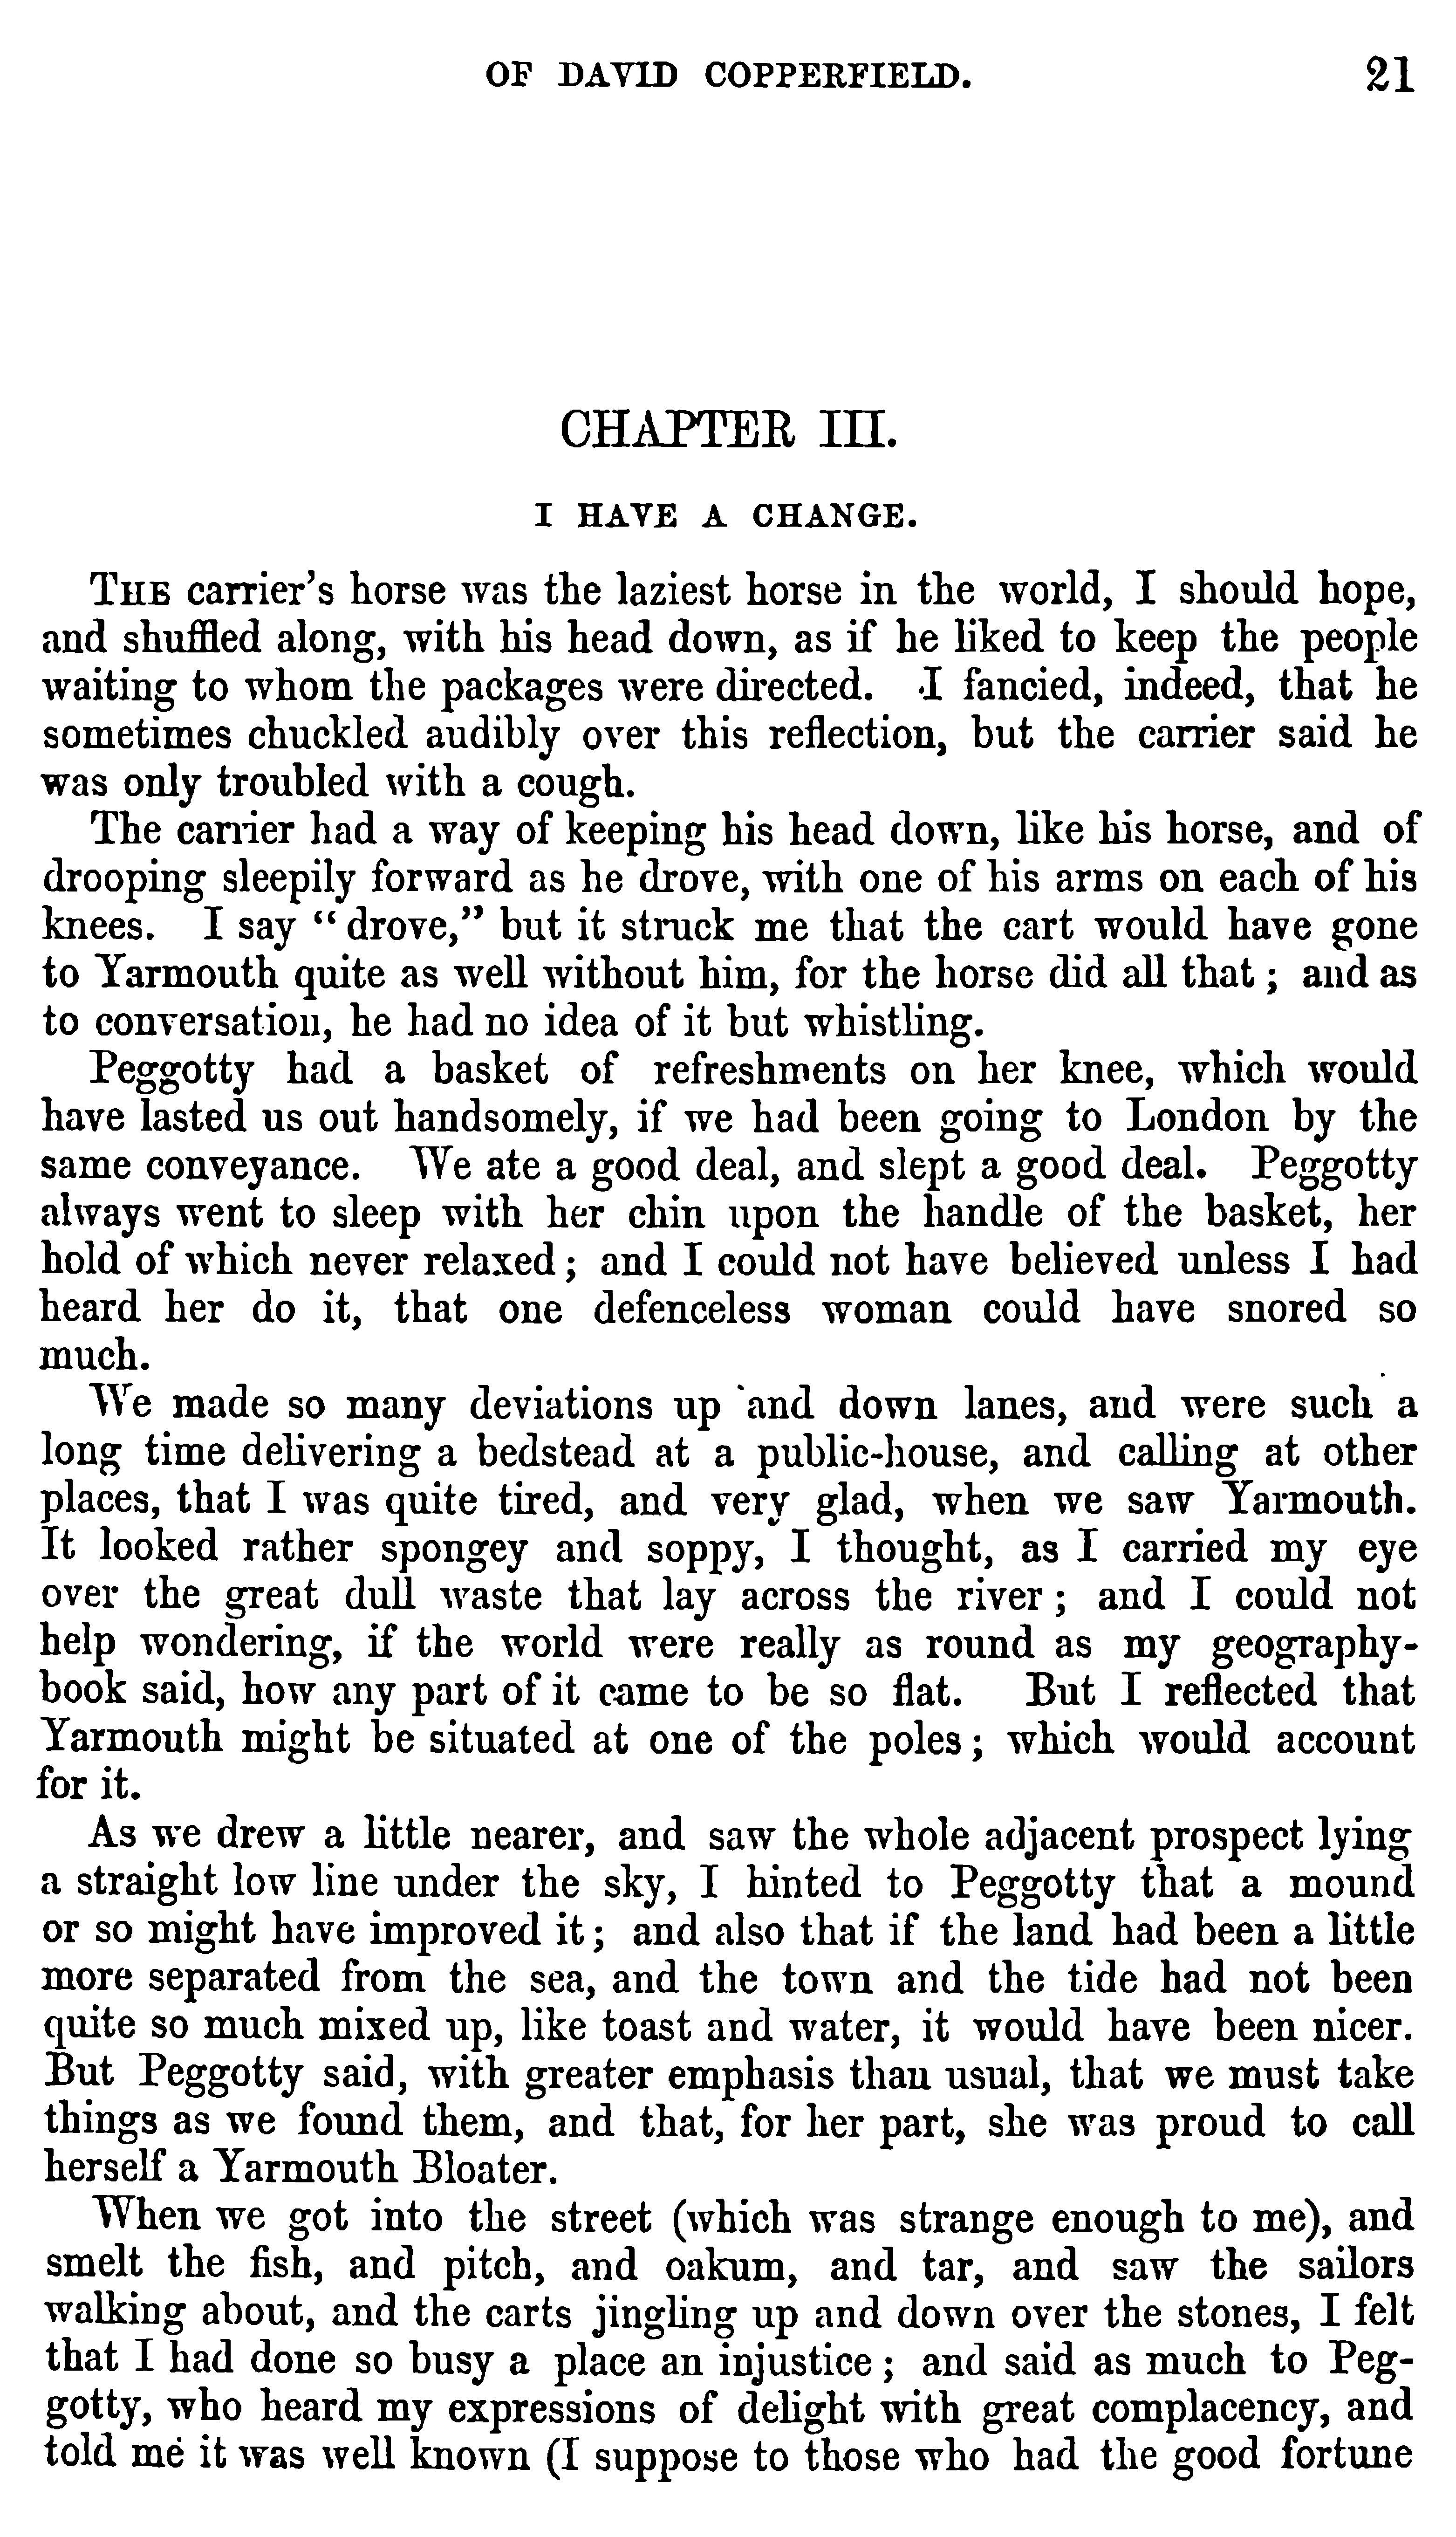 OF DAVID COPPERFIELD. 21
CHAPTER III.
I HAVE A CHANGE.
THE carrier's horse was the laziest horse in the world, I should hope,
and shuffled along, with his head down, as if he liked to keep the people
waiting to whom the packages were directed. I fancied, indeed, that he
sometimes chuckled audibly over this reflection, but the carrier said he
was only troubled with a cough.
The carrier had a way of keeping his head down, like his horse, and of
drooping sleepily forward as he drove, with one of his arms on each of his
knees. I say “drove,” but it struck me that the cart would have gone
to Yarmouth quite as well without him, for the horse did all that; and as
to conversation, he had no idea of it but whistling.
Peggotty had a basket of refreshments on her knee, which would
have lasted us out handsomely, if we had been going to London by the
same conveyance. We ate a good deal, and slept a good deal. Peggotty
always went to sleep with her chin upon the handle of the basket, her
hold of which never relaxed; and I could not have believed unless I had
heard her do it, that one defenceless woman could have snored so
much.
We made so many deviations up and down lanes, and were such a
long time delivering a bedstead at a public-house, and calling at other
places, that I was quite tired, and very glad, when we saw Yarmouth.
It looked rather spongey and soppy, I thought, as I carried my eye
over the great dull waste that lay across the river; and I could not
help wondering, if the world were really as round as my geography-
book said, how any part of it came to be so flat. But I reflected that
Yarmouth might be situated at one of the poles; which would account
for it.
As we drew a little nearer, and saw the whole adjacent prospect lying
a straight low line under the sky, I hinted to Peggotty that a mound
or so might have improved it; and also that if the land had been a little
more separated from the sea, and the town and the tide had not been
quite so much mixed up, like toast and water, it would have been nicer.
But Peggotty said, with greater emphasis than usual, that we must take
things as we found them, and that, for her part, she was proud to call
herself a Yarmouth Bloater.
When we got into the street (which was strange enough to me), and
smelt the fish, and pitch, and oakum, and tar, and saw the sailors
walking about, and the carts jingling up and down over the stones, I felt
that I had done so busy a place an injustice; and said as much to Peg-
gotty, who heard my expressions of delight with great complacency, and
told me it was well known (I suppose to those who had the good fortune